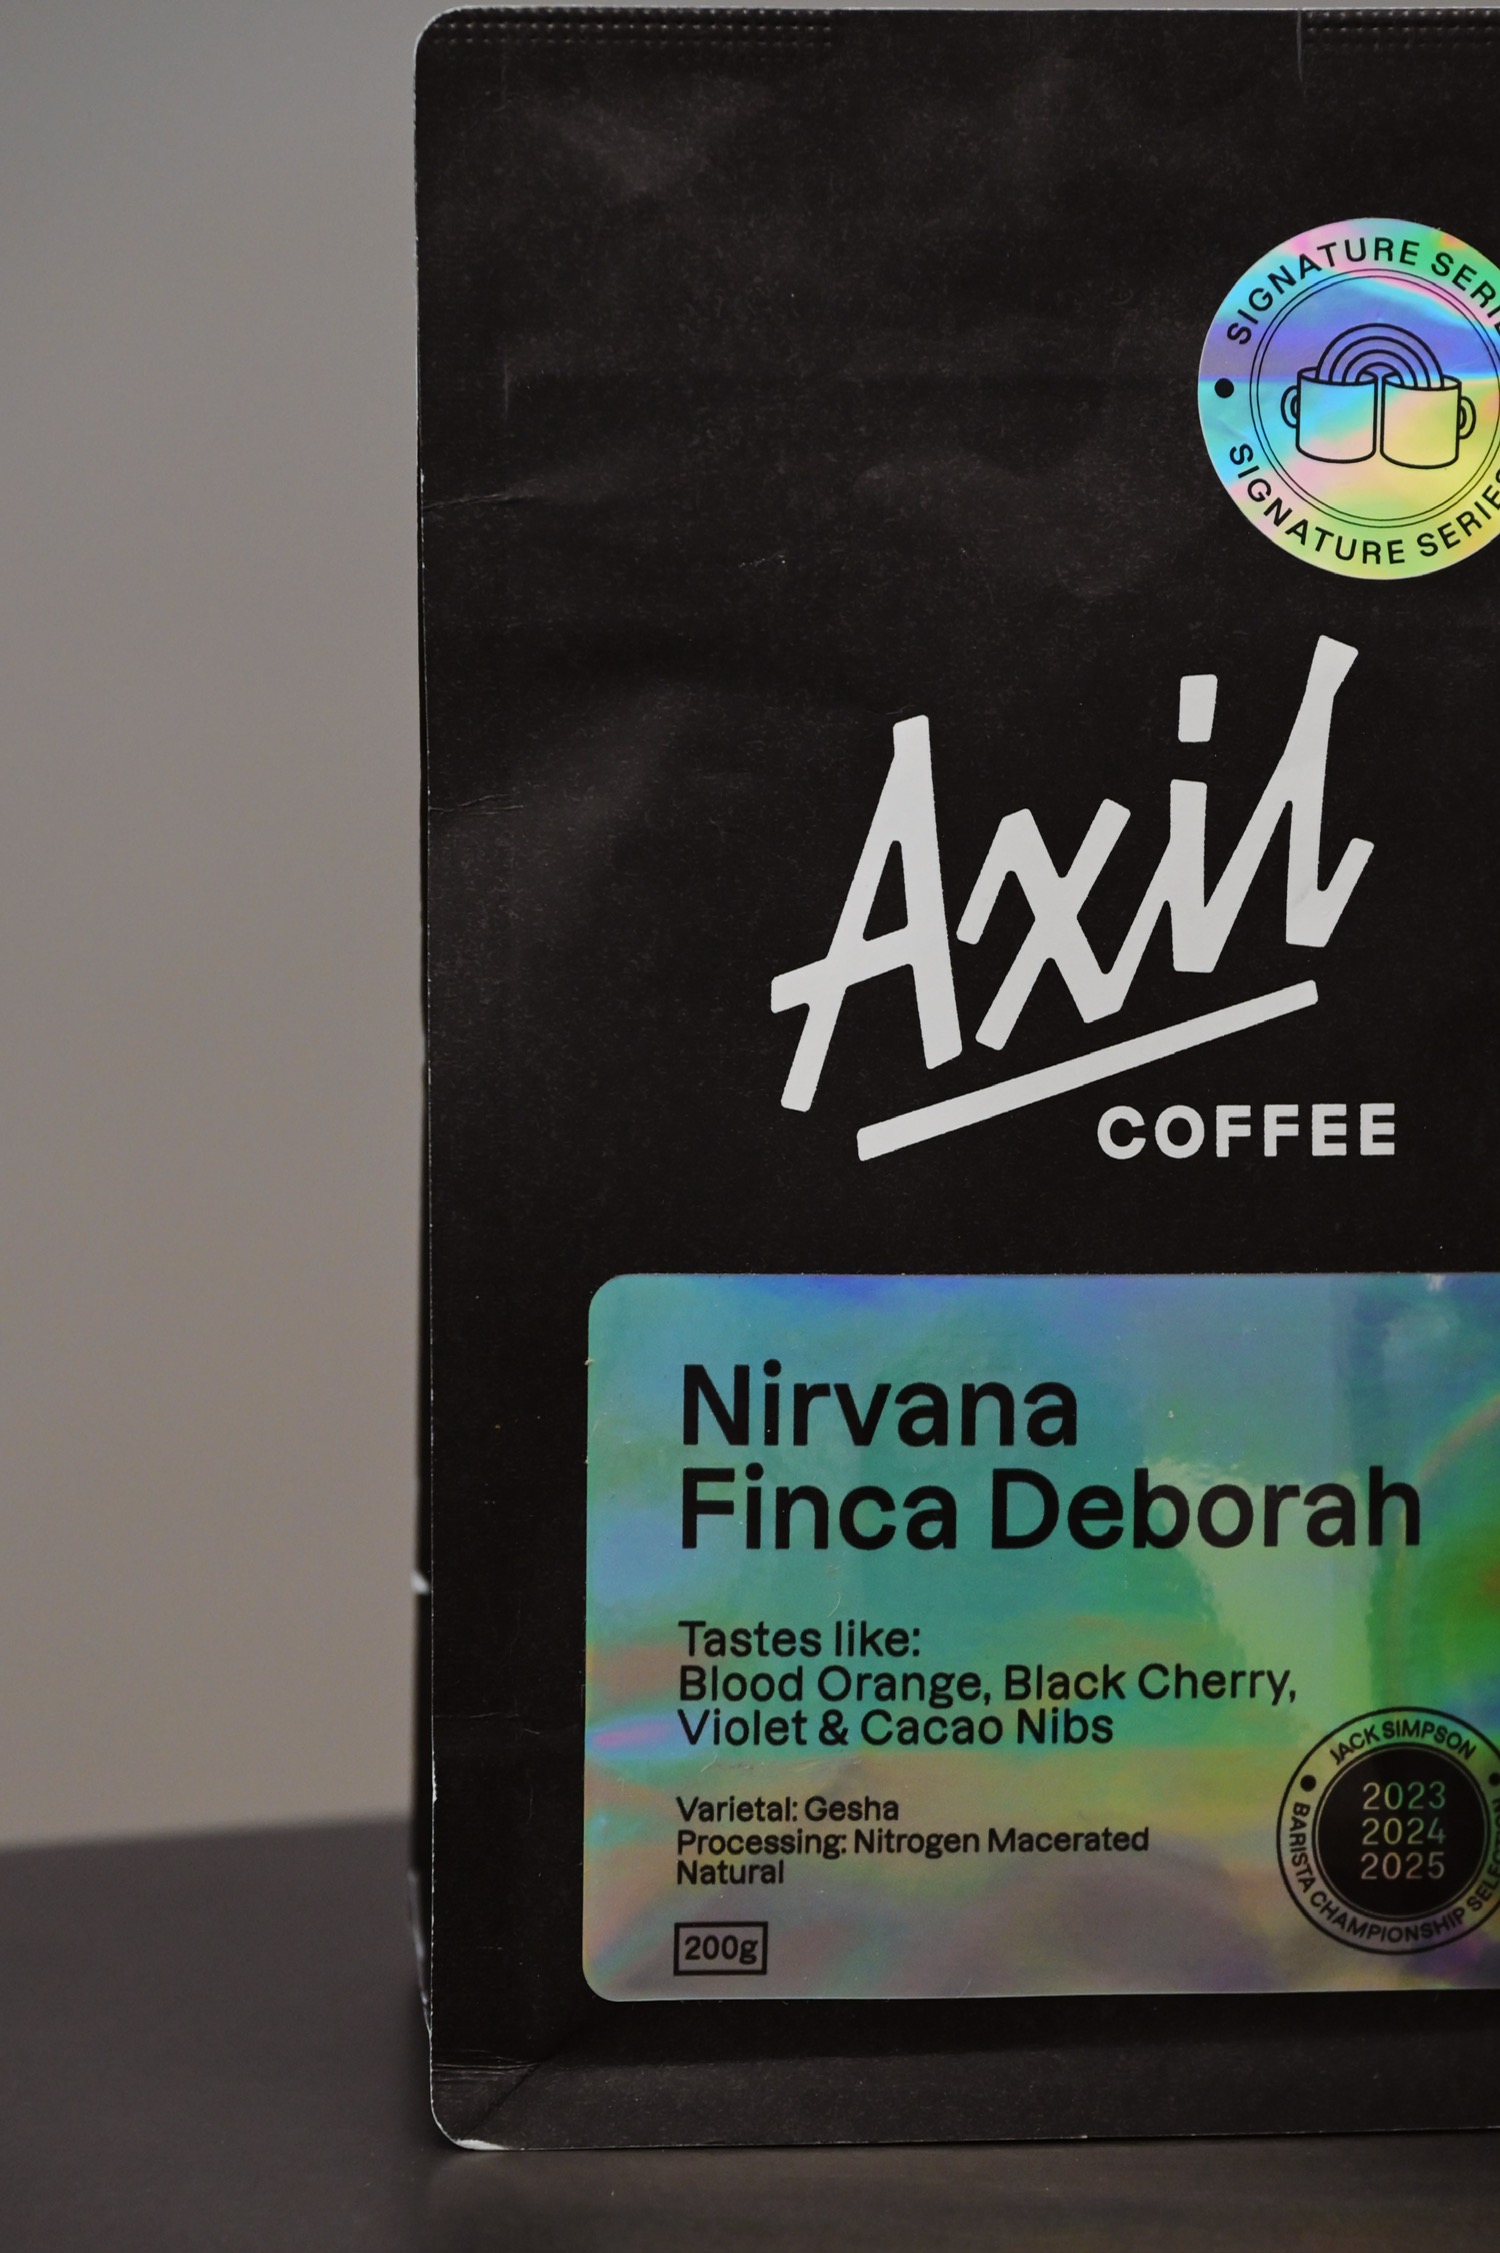 SIGNATURE
SIGNATURE SERIES
Axil
COFFEE
Nirvana
Finca Deborah
Tastes like:
Blood Orange, Black Cherry,
Violet & Cacao Nibs
Varietal: Gesha
Processing: Nitrogen Macerated
Natural
200g
JACK SIMPSON
2023
2024
2025
BARISTA CHAMPIONSHIP